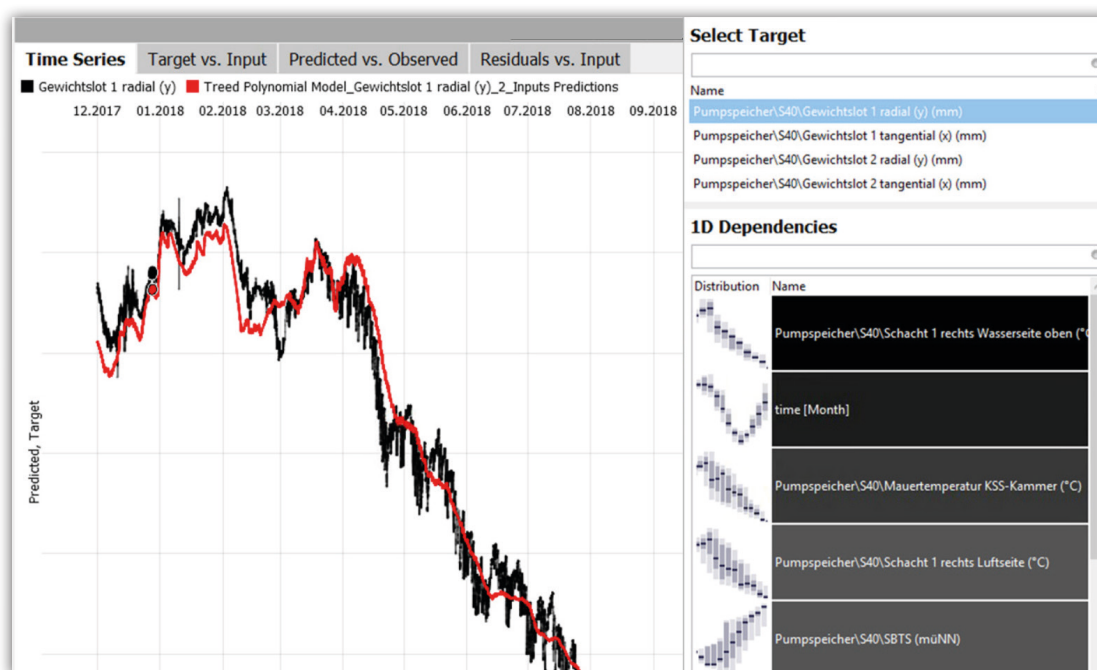 Time Series
Target vs. Input
Predicted vs. Observed
Residuals vs. Input
Gewichtslot 1 radial (y)
Treed Polynomial Model_Gewichtslot 1 radial (y)_2_Inputs Predictions
12.2017 01.2018 02.2018 03.2018 04.2018 05.2018 06.2018 07.2018 08.2018 09.2018
Predicted, Target
Select Target
Name
Pumpspeicher\S40\Gewichtslot 1 radial (y) (mm)
Pumpspeicher\S40\Gewichtslot 1 tangential (x) (mm)
Pumpspeicher\S40\Gewichtslot 2 radial (y) (mm)
Pumpspeicher\S40\Gewichtslot 2 tangential (x) (mm)
1D Dependencies
Distribution Name
Pumpspeicher\S40\Schacht 1 rechts Wasserseite oben (°C
time [Month]
Pumpspeicher\S40\Mauertemperatur KSS-Kammer (°C)
Pumpspeicher\S40\Schacht 1 rechts Luftseite (°C)
Pumpspeicher\S40\SBTS (müNN)